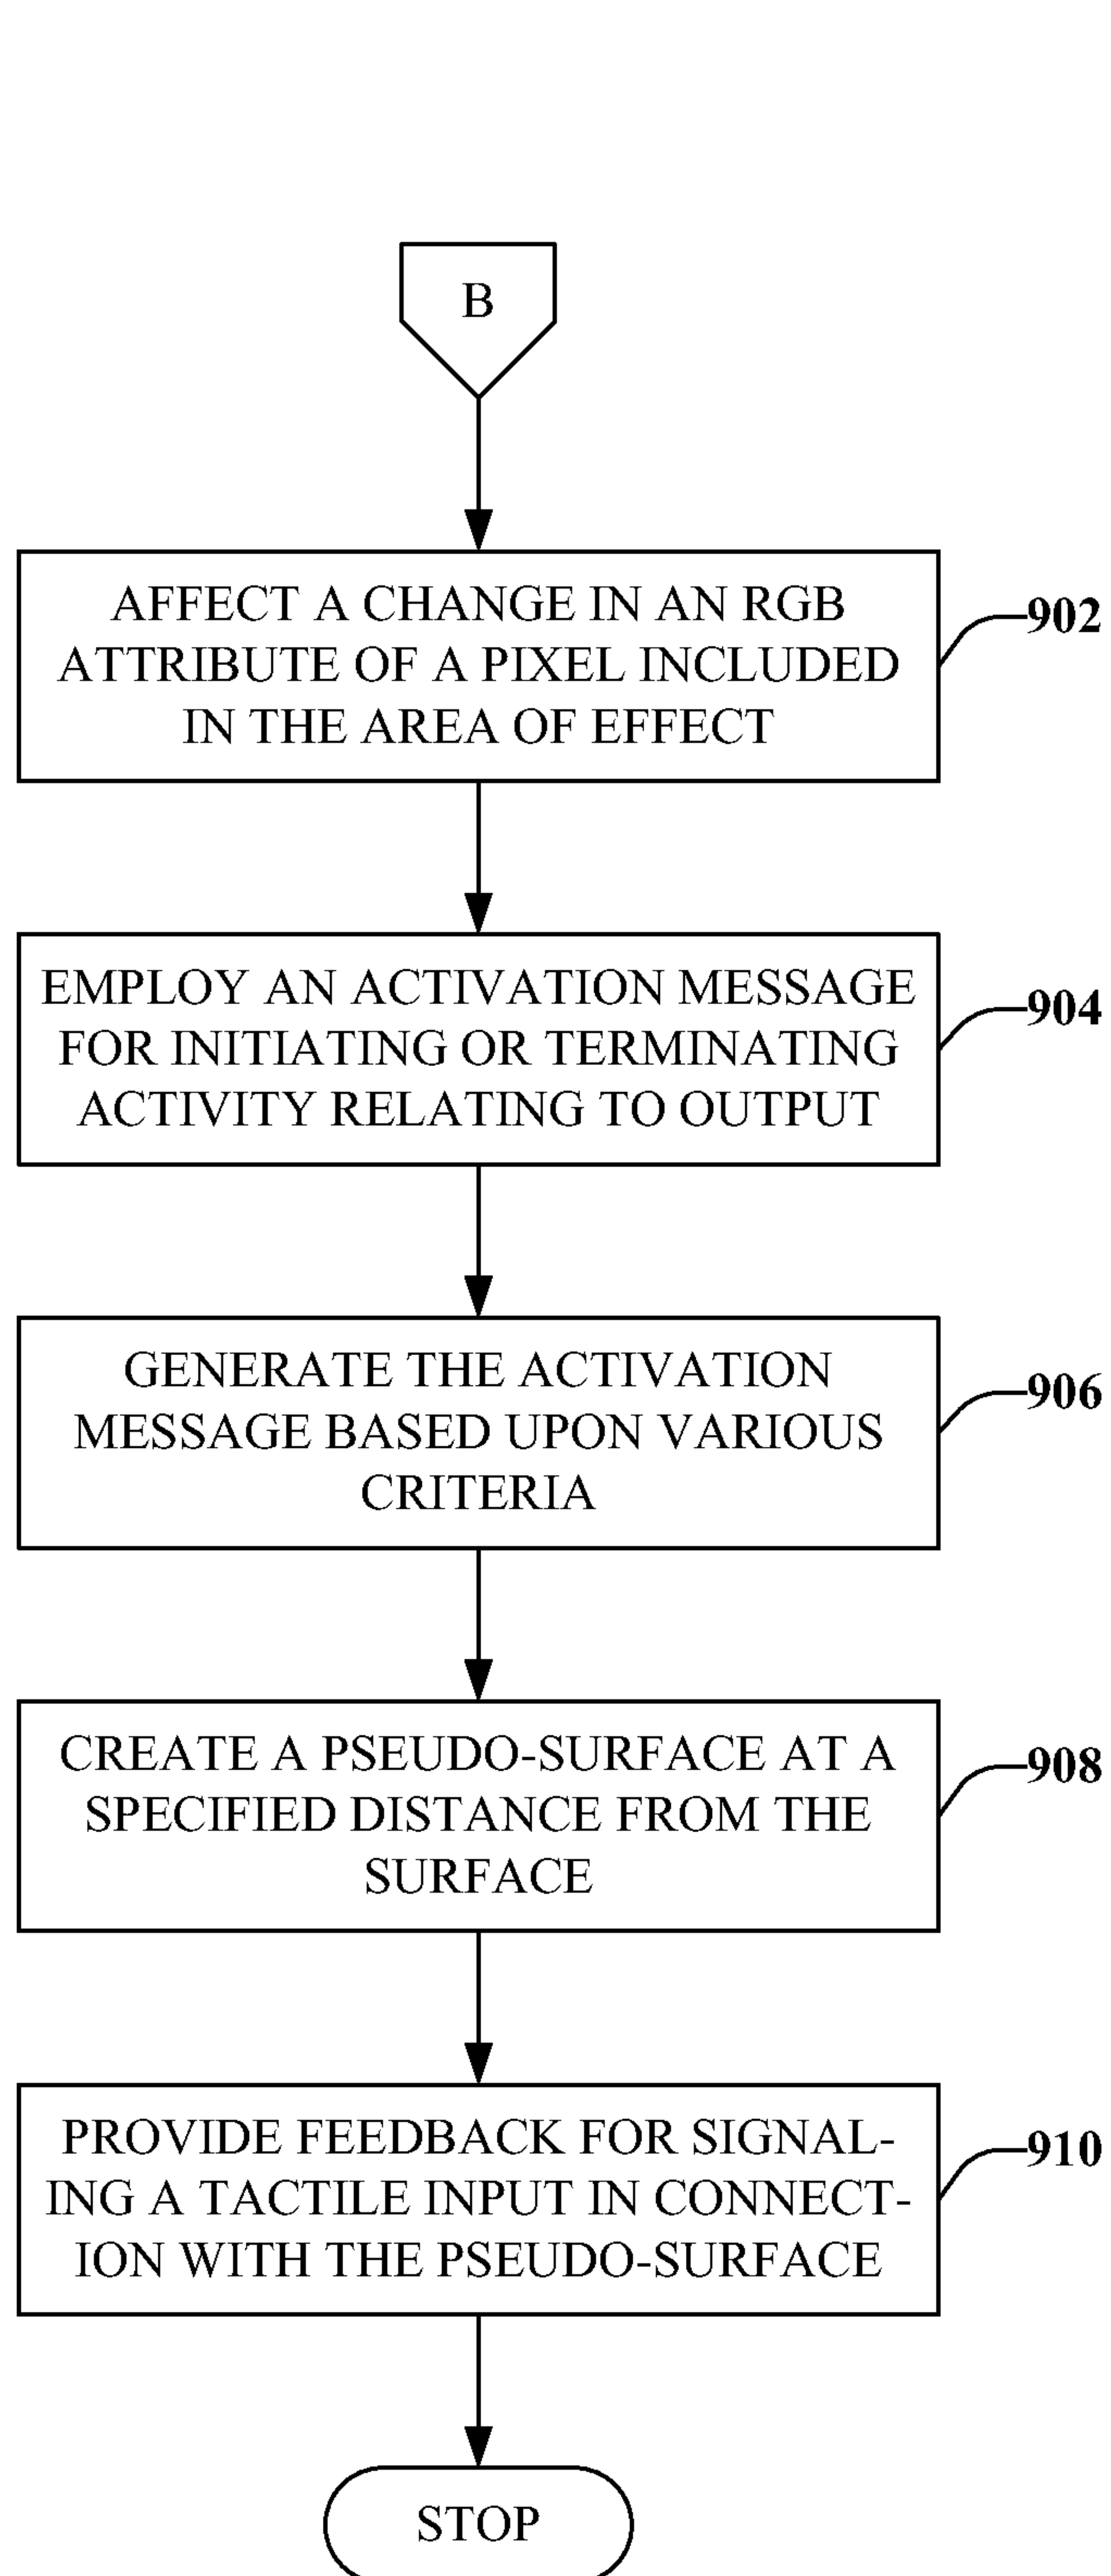 B
AFFECT A CHANGE IN AN RGB
ATTRIBUTE OF A PIXEL INCLUDED
IN THE AREA OF EFFECT
902
EMPLOY AN ACTIVATION MESSAGE
FOR INITIATING OR TERMINATING
ACTIVITY RELATING TO OUTPUT
904
GENERATE THE ACTIVATION
MESSAGE BASED UPON VARIOUS
CRITERIA
906
CREATE A PSEUDO-SURFACE AT A
SPECIFIED DISTANCE FROM THE
SURFACE
908
PROVIDE FEEDBACK FOR SIGNAL-
ING A TACTILE INPUT IN CONNECT-
ION WITH THE PSEUDO-SURFACE
910
STOP